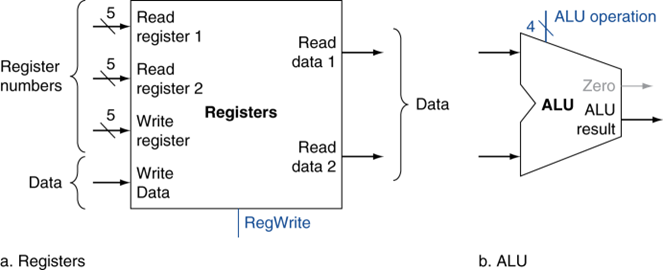 5
Read
register 1
5
Read
register 2
5
Write
register
Write
Data
Register
numbers
Data
Registers
Read
data 1
Read
data 2
Data
RegWrite
a. Registers
4
ALU operation
Zero
ALU
ALU
result
b. ALU